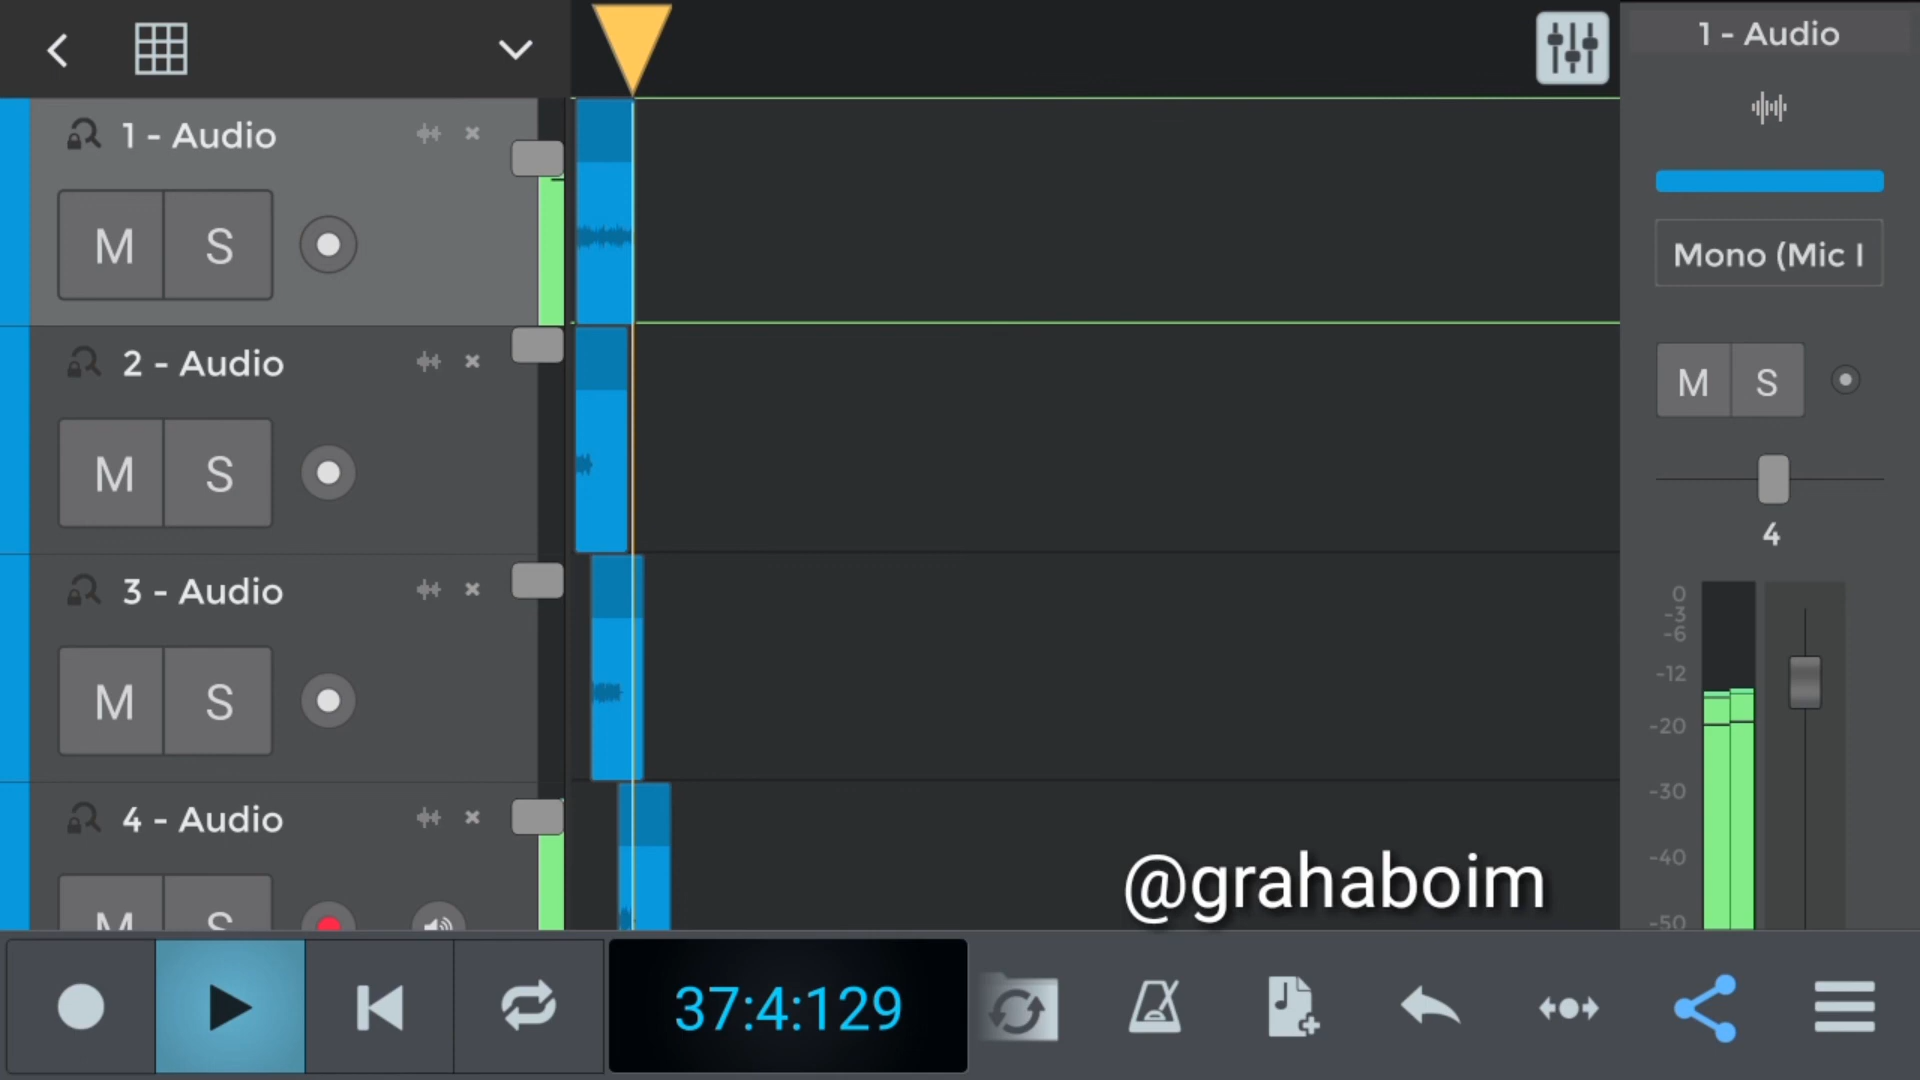 1 - Audio
M S
2 - Audio
M S
3 - Audio
M S
4 - Audio
M S
37:4:129
@grahaboim
1 - Audio
Mono (Mic I
M S
4
0
-3
-6
-12
-20
-30
-40
-50